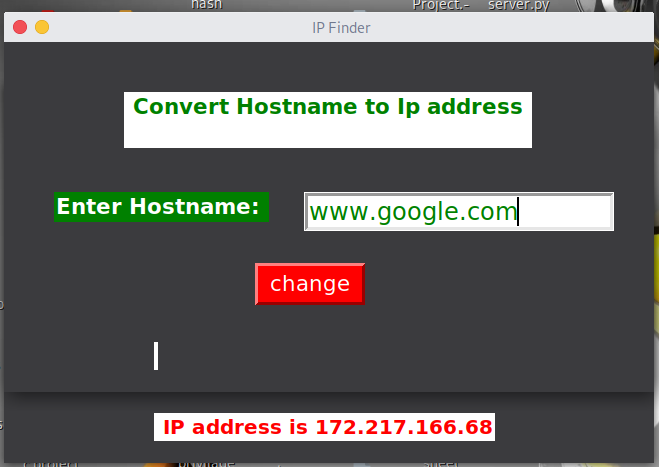 hash
Project.- server.py
IP Finder
Convert Hostname to Ip address
Enter Hostname: www.google.com
change
IP address is 172.217.166.68